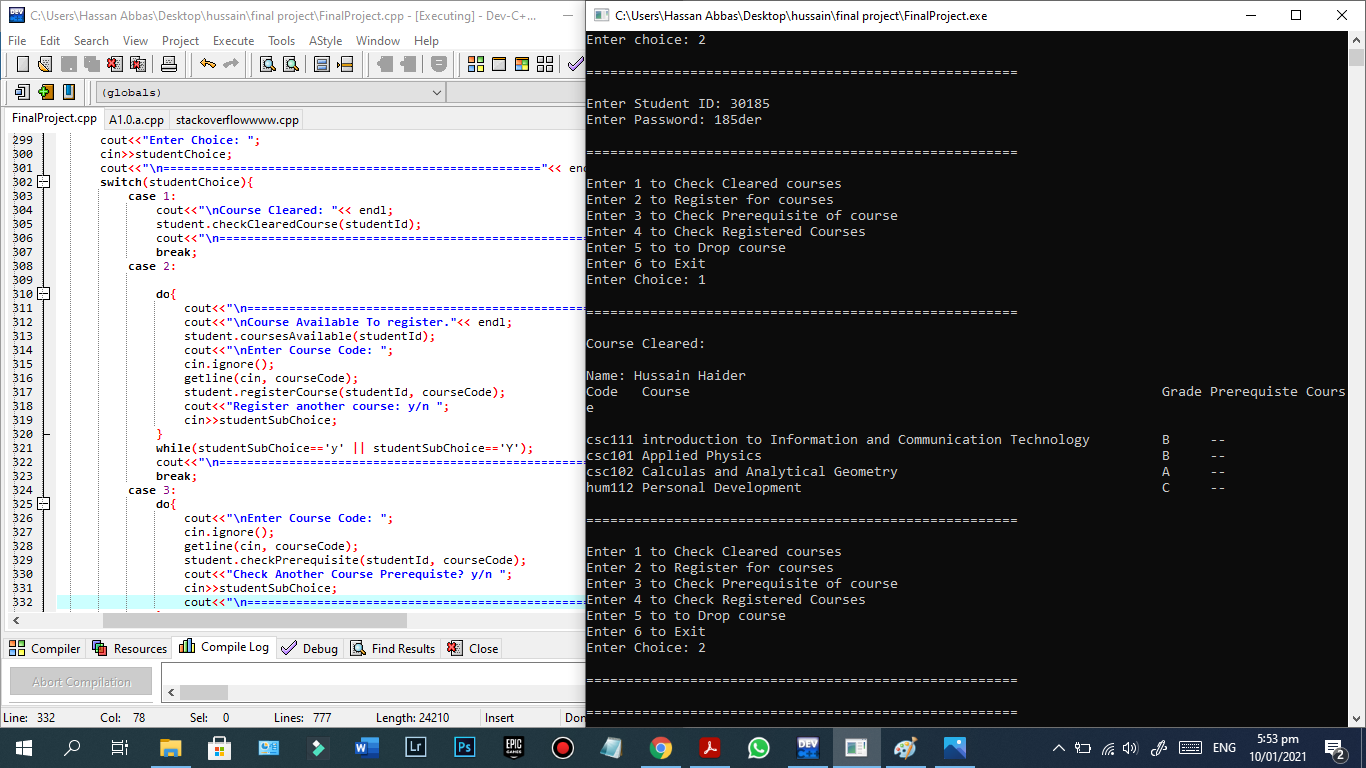 C:\Users\Hassan Abbas\Desktop\hussain\final project\FinalProject.cpp - [Executing] - Dev-C+...
File Edit Search View Project Execute Tools AStyle Window Help
(globals)
FinalProject.cpp A1.0.a.cpp stackoverflowwww.cpp
299 cout<<"Enter Choice: ";
300 cin>>studentChoice;
301 cout<<"\n======================================================"<< end
302 switch(studentChoice){
303 case 1:
304 cout<<"\nCourse Cleared: "<< endl;
305 student.checkClearedCourse(studentId);
306 cout<<"\n====================================================
307 break;
308 case 2:
309
310 do{
311 cout<<"\n================================================
312 cout<<"\nCourse Available To register."<< endl;
313 student.coursesAvailable(studentId);
314 cout<<"\nEnter Course Code: ";
315 cin.ignore();
316 getline(cin, courseCode);
317 student.registerCourse(studentId, courseCode);
318 cout<<"Register another course: y/n ";
319 cin>>studentSubChoice;
320 }
321 while(studentSubChoice=='y' || studentSubChoice=='Y');
322 cout<<"\n====================================================
323 break;
324 case 3:
325 do{
326 cout<<"\nEnter Course Code: ";
327 cin.ignore();
328 getline(cin, courseCode);
329 student.checkPrerequisite(studentId, courseCode);
330 cout<<"Check Another Course Prerequiste? y/n ";
331 cin>>studentSubChoice;
332 cout<<"\n================================================
Compiler Resources Compile Log Debug Find Results Close
Abort Compilation
Line: 332 Col: 78 Sel: 0 Lines: 777 Length: 24210 Insert Don
C:\Users\Hassan Abbas\Desktop\hussain\final project\FinalProject.exe
Enter choice: 2
======================================================
Enter Student ID: 30185
Enter Password: 185der
======================================================
Enter 1 to Check Cleared courses
Enter 2 to Register for courses
Enter 3 to Check Prerequisite of course
Enter 4 to Check Registered Courses
Enter 5 to to Drop course
Enter 6 to Exit
Enter Choice: 1
======================================================
Course Cleared:
Name: Hussain Haider
Code Course Grade Prerequiste Cours
e
csc111 introduction to Information and Communication Technology B --
csc101 Applied Physics B --
csc102 Calculas and Analytical Geometry A --
hum112 Personal Development C --
======================================================
Enter 1 to Check Cleared courses
Enter 2 to Register for courses
Enter 3 to Check Prerequisite of course
Enter 4 to Check Registered Courses
Enter 5 to to Drop course
Enter 6 to Exit
Enter Choice: 2
======================================================
======================================================
W Lr Ps EPIC GAMES DEV
ENG
5:53 pm
10/01/2021
2